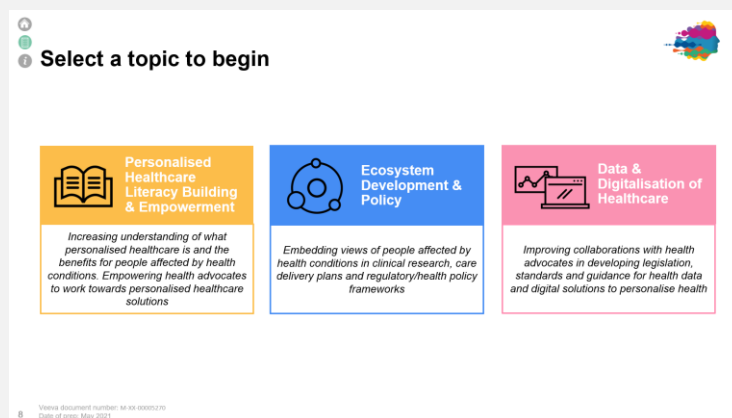 Select a topic to begin
Personalised
Healthcare
Literacy Building
& Empowerment
Increasing understanding of what
personalised healthcare is and the
benefits for people affected by health
conditions. Empowering health advocates
to work towards personalised healthcare
solutions
Ecosystem
Development &
Policy
Embedding views of people affected by
health conditions in clinical research, care
delivery plans and regulatory/health policy
frameworks
Data &
Digitalisation of
Healthcare
Improving collaborations with health
advocates in developing legislation,
standards and guidance for health data
and digital solutions to personalise health
8
Veeva document number: M-XX-00005270
Date of prep: May 2021